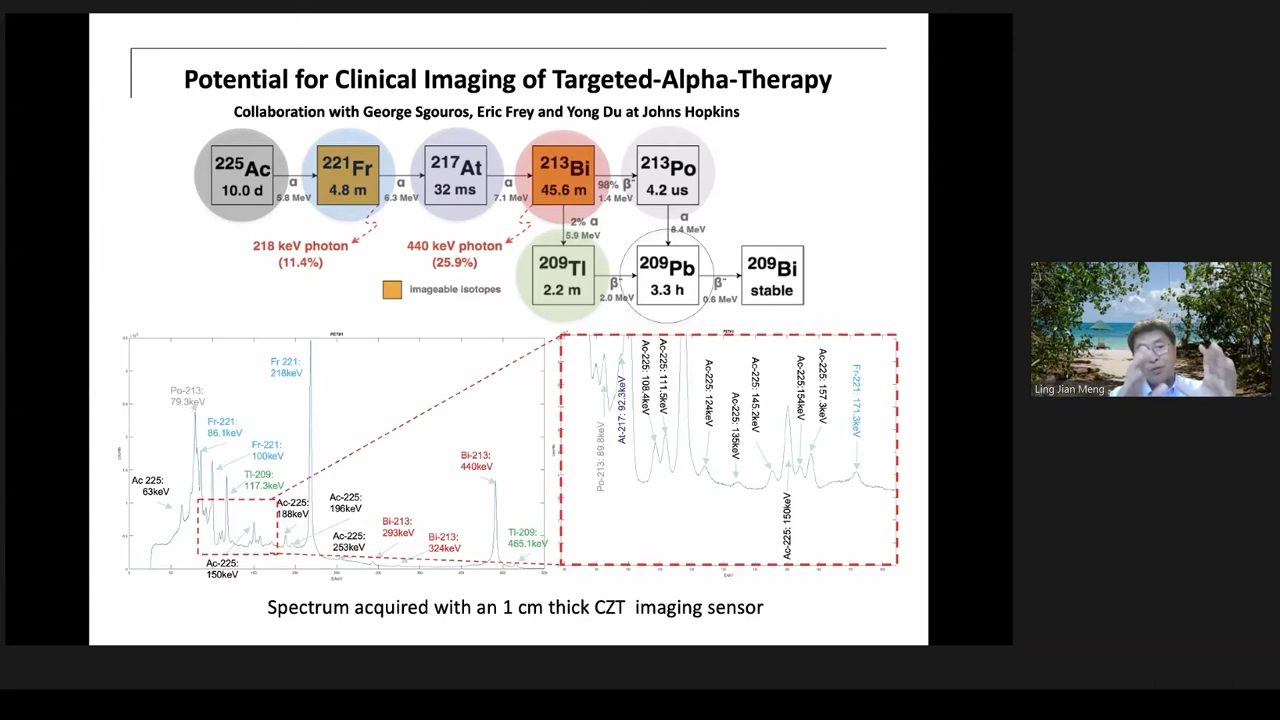 Potential for Clinical Imaging of Targeted-Alpha-Therapy
Collaboration with George Sgouros, Eric Frey and Yong Du at Johns Hopkins
225Ac
10.0 d
α
5.8 MeV
221Fr
4.8 m
α
6.3 MeV
217At
32 ms
α
7.1 MeV
213Bi
45.6 m
98% β-
1.4 MeV
213Po
4.2 us
218 keV photon
(11.4%)
440 keV photon
(25.9%)
2% α
5.9 MeV
α
8.4 MeV
209Tl
2.2 m
β-
2.0 MeV
209Pb
3.3 h
β-
0.6 MeV
209Bi
stable
imageable isotopes
Po-213:
79.3keV
Fr-221:
86.1keV
Fr 221:
218keV
Fr-221:
100keV
Tl-209:
117.3keV
Ac 225:
63keV
Ac-225:
188keV
Ac-225:
196keV
Ac-225:
150keV
Ac-225:
253keV
Bi-213:
293keV
Bi-213:
324keV
Bi-213:
440keV
Tl-209:
465.1keV
Po-213: 89.8keV
At-217: 92.3keV
Ac-225: 108.4keV
Ac-225: 111.5keV
Ac-225: 124keV
Ac-225: 135keV
Ac-225: 145.2keV
Ac-225: 150keV
Ac-225:154keV
Ac-225: 157.3keV
Fr-221: 171.3keV
Spectrum acquired with an 1 cm thick CZT imaging sensor
Ling Jian Meng